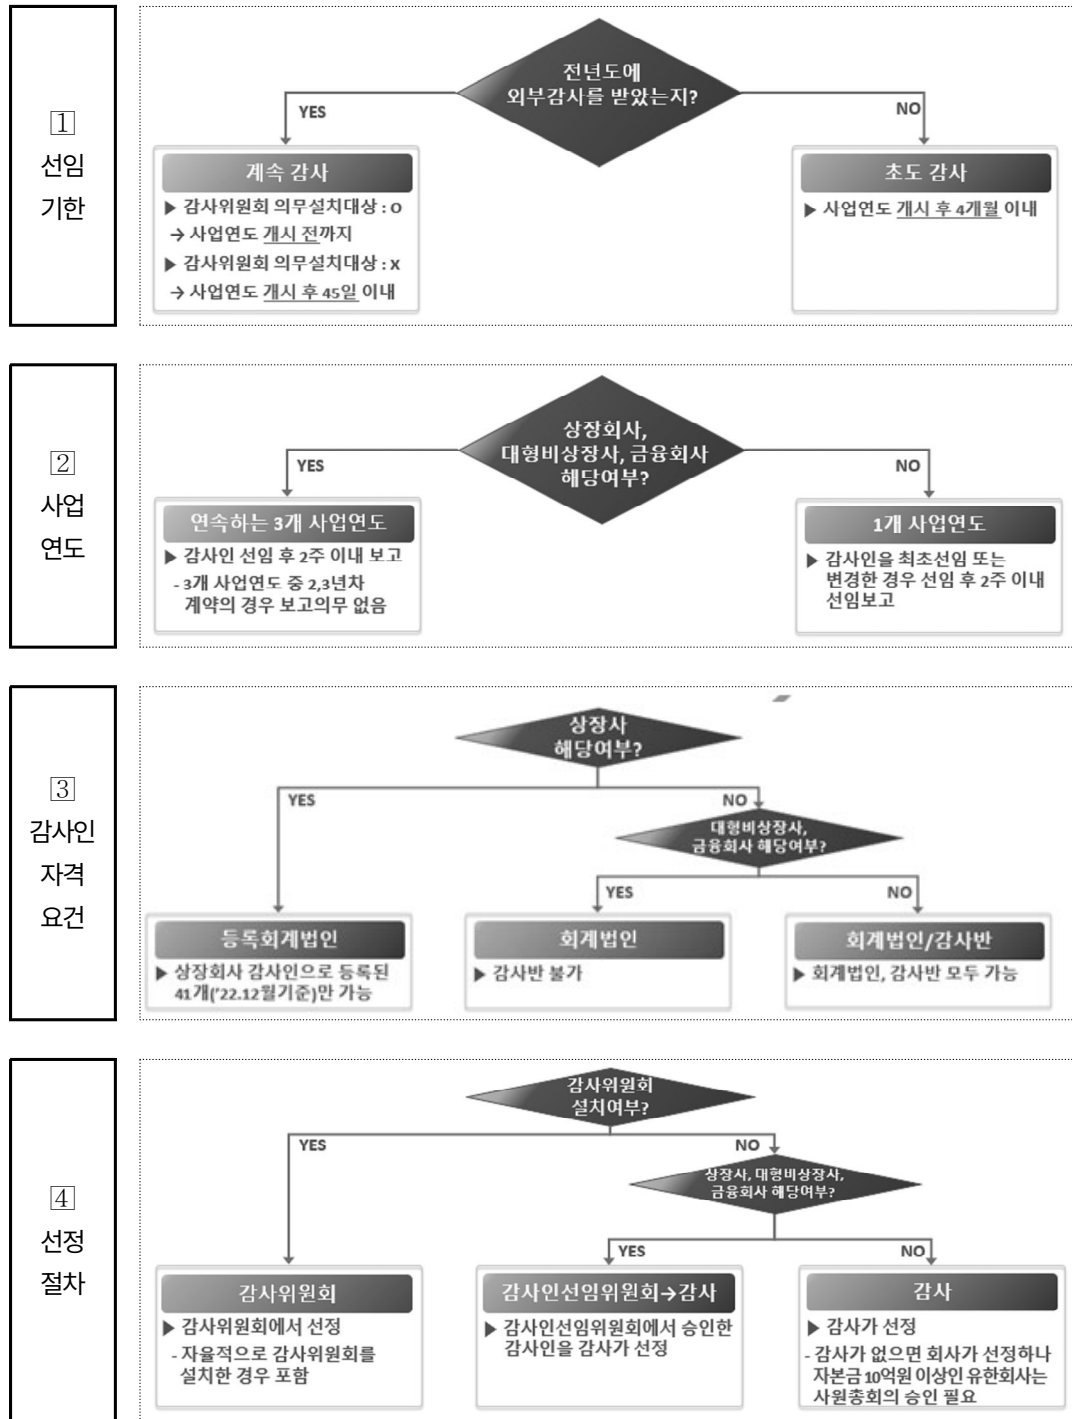 1
선임
기한
전년도에
외부감사를 받았는지?
YES
NO
계속 감사
▶ 감사위원회 의무설치대상 : O
→ 사업연도 개시 전까지
▶ 감사위원회 의무설치대상 : X
→ 사업연도 개시 후 45일 이내
초도 감사
▶ 사업연도 개시 후 4개월 이내
2
사업
연도
상장회사,
대형비상장사, 금융회사
해당여부?
YES
NO
연속하는 3개 사업연도
▶ 감사인 선임 후 2주 이내 보고
- 3개 사업연도 중 2,3년차
계약의 경우 보고의무 없음
1개 사업연도
▶ 감사인을 최초선임 또는
변경한 경우 선임 후 2주 이내
선임보고
3
감사인
자격
요건
상장사
해당여부?
YES
NO
대형비상장사,
금융회사 해당여부?
YES
NO
등록회계법인
▶ 상장회사 감사인으로 등록된
41개('22.12월기준)만 가능
회계법인
▶ 감사반 불가
회계법인/감사반
▶ 회계법인, 감사반 모두 가능
4
선정
절차
감사위원회
설치여부?
YES
NO
상장사, 대형비상장사,
금융회사 해당여부?
YES
NO
감사위원회
▶ 감사위원회에서 선정
- 자율적으로 감사위원회를
설치한 경우 포함
감사인선임위원회→감사
▶ 감사인선임위원회에서 승인한
감사인을 감사가 선정
감사
▶ 감사가 선정
- 감사가 없으면 회사가 선정하나
자본금 10억원 이상인 유한회사는
사원총회의 승인 필요